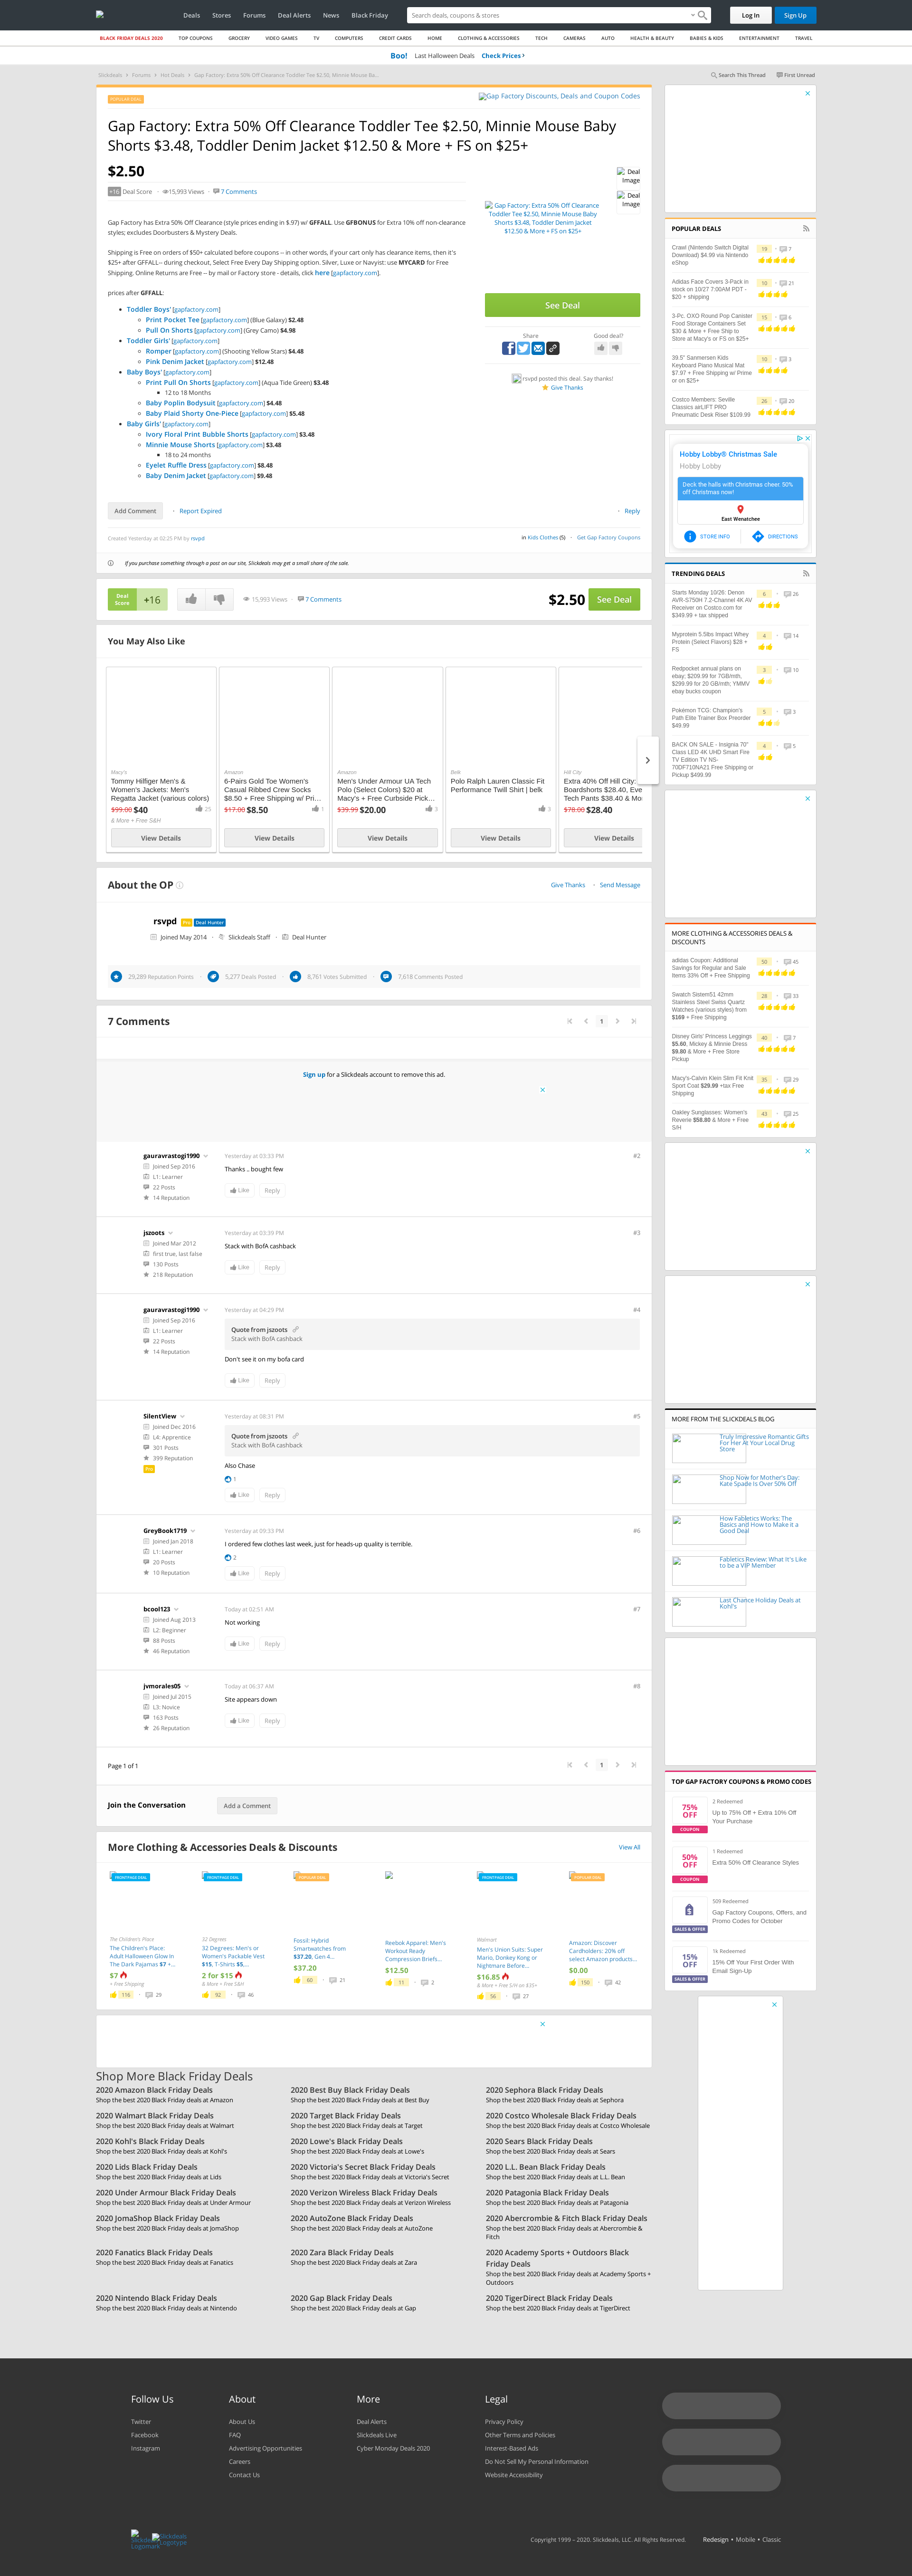 Deals
Stores
Forums
Deal Alerts
News
Black Friday
Search deals, coupons & stores
Log In
Sign Up
BLACK FRIDAY DEALS 2020
TOP COUPONS
GROCERY
VIDEO GAMES
TV
COMPUTERS
CREDIT CARDS
HOME
CLOTHING & ACCESSORIES
TECH
CAMERAS
AUTO
HEALTH & BEAUTY
BABIES & KIDS
ENTERTAINMENT
TRAVEL
Boo! Last Halloween Deals Check Prices
Slickdeals > Forums > Hot Deals > Gap Factory: Extra 50% Off Clearance Toddler Tee $2.50, Minnie Mouse Ba...
Search This Thread
First Unread
POPULAR DEAL
Gap Factory Discounts, Deals and Coupon Codes
Gap Factory: Extra 50% Off Clearance Toddler Tee $2.50, Minnie Mouse Baby
Shorts $3.48, Toddler Denim Jacket $12.50 & More + FS on $25+
$2.50
+16 Deal Score
15,993 Views
7 Comments
Gap Factory has Extra 50% Off Clearance (style prices ending in $.97) w/ GFFALL. Use GFBONUS for Extra 10% off non-clearance
styles; excludes Doorbusters & Mystery Deals.
Shipping is Free on orders of $50+ calculated before coupons -- in other words, if your cart only has clearance items, then it's
$25+ after GFFALL-- during checkout, Select Free Every Day Shipping option. Silver, Luxe or Navyist: use MYCARD for Free
Shipping. Online Returns are Free -- by mail or Factory store - details, click here [gapfactory.com].
prices after GFFALL:
Toddler Boys' [gapfactory.com]
Print Pocket Tee [gapfactory.com] (Blue Galaxy) $2.48
Pull On Shorts [gapfactory.com] (Grey Camo) $4.98
Toddler Girls' [gapfactory.com]
Romper [gapfactory.com] (Shooting Yellow Stars) $4.48
Pink Denim Jacket [gapfactory.com] $12.48
Baby Boys' [gapfactory.com]
Print Pull On Shorts [gapfactory.com] (Aqua Tide Green) $3.48
12 to 18 Months
Baby Poplin Bodysuit [gapfactory.com] $4.48
Baby Plaid Shorty One-Piece [gapfactory.com] $5.48
Baby Girls' [gapfactory.com]
Ivory Floral Print Bubble Shorts [gapfactory.com] $3.48
Minnie Mouse Shorts [gapfactory.com] $3.48
18 to 24 months
Eyelet Ruffle Dress [gapfactory.com] $8.48
Baby Denim Jacket [gapfactory.com] $9.48
Deal Image
Deal Image
Gap Factory: Extra 50% Off Clearance
Toddler Tee $2.50, Minnie Mouse Baby
Shorts $3.48, Toddler Denim Jacket
$12.50 & More + FS on $25+
See Deal
Share
Good deal?
rsvpd posted this deal. Say thanks!
Give Thanks
Add Comment
Report Expired
Reply
Created Yesterday at 02:25 PM by rsvpd
in Kids Clothes (5)
Get Gap Factory Coupons
If you purchase something through a post on our site, Slickdeals may get a small share of the sale.
Deal Score +16
15,993 Views
7 Comments
$2.50
See Deal
You May Also Like
Macy's
Tommy Hilfiger Men's &
Women's Jackets: Men's
Regatta Jacket (various colors)
$99.00 $40
25
& More + Free S&H
View Details
Amazon
6-Pairs Gold Toe Women's
Casual Ribbed Crew Socks
$8.50 + Free Shipping w/ Pri...
$17.00 $8.50
1
View Details
Amazon
Men's Under Armour UA Tech
Polo (Select Colors) $20 at
Macy's + Free Curbside Pick...
$39.99 $20.00
3
View Details
Belk
Polo Ralph Lauren Classic Fit
Performance Twill Shirt | belk
3
View Details
Hill City
Extra 40% Off Hill City:
Boardshorts $28.40, Eve
Tech Pants $38.40 & Mo
$78.00 $28.40
View Details
About the OP
Give Thanks
Send Message
rsvpd Pro Deal Hunter
Joined May 2014
Slickdeals Staff
Deal Hunter
29,289 Reputation Points
5,277 Deals Posted
8,761 Votes Submitted
7,618 Comments Posted
7 Comments
1
Sign up for a Slickdeals account to remove this ad.
gauravrastogi1990
Joined Sep 2016
L1: Learner
22 Posts
14 Reputation
Yesterday at 03:33 PM
#2
Thanks .. bought few
Like
Reply
jszoots
Joined Mar 2012
first true, last false
130 Posts
218 Reputation
Yesterday at 03:39 PM
#3
Stack with BofA cashback
Like
Reply
gauravrastogi1990
Joined Sep 2016
L1: Learner
22 Posts
14 Reputation
Yesterday at 04:29 PM
#4
Quote from jszoots
Stack with BofA cashback
Don't see it on my bofa card
Like
Reply
SilentView
Joined Dec 2016
L4: Apprentice
301 Posts
399 Reputation
Pro
Yesterday at 08:31 PM
#5
Quote from jszoots
Stack with BofA cashback
Also Chase
1
Like
Reply
GreyBook1719
Joined Jan 2018
L1: Learner
20 Posts
10 Reputation
Yesterday at 09:33 PM
#6
I ordered few clothes last week, just for heads-up quality is terrible.
2
Like
Reply
bcool123
Joined Aug 2013
L2: Beginner
88 Posts
46 Reputation
Today at 02:51 AM
#7
Not working
Like
Reply
jvmorales05
Joined Jul 2015
L3: Novice
163 Posts
26 Reputation
Today at 06:37 AM
#8
Site appears down
Like
Reply
Page 1 of 1
1
Join the Conversation
Add a Comment
More Clothing & Accessories Deals & Discounts
View All
FRONTPAGE DEAL
The Children's Place
The Children's Place:
Adult Halloween Glow In
The Dark Pajamas $7 +...
$7
+ Free Shipping
116
29
FRONTPAGE DEAL
32 Degrees
32 Degrees: Men's or
Women's Packable Vest
$15, T-Shirts $5,...
2 for $15
& More + Free S&H
92
46
POPULAR DEAL
Fossil: Hybrid
Smartwatches from
$37.20, Gen 4...
$37.20
60
21
Reebok Apparel: Men's
Workout Ready
Compression Briefs...
$12.50
11
2
FRONTPAGE DEAL
Walmart
Men's Union Suits: Super
Mario, Donkey Kong or
Nightmare Before...
$16.85
& More + Free S/H on $35+
56
27
POPULAR DEAL
Amazon: Discover
Cardholders: 20% off
select Amazon products...
$0.00
150
42
Shop More Black Friday Deals
2020 Amazon Black Friday Deals
Shop the best 2020 Black Friday deals at Amazon
2020 Best Buy Black Friday Deals
Shop the best 2020 Black Friday deals at Best Buy
2020 Sephora Black Friday Deals
Shop the best 2020 Black Friday deals at Sephora
2020 Walmart Black Friday Deals
Shop the best 2020 Black Friday deals at Walmart
2020 Target Black Friday Deals
Shop the best 2020 Black Friday deals at Target
2020 Costco Wholesale Black Friday Deals
Shop the best 2020 Black Friday deals at Costco Wholesale
2020 Kohl's Black Friday Deals
Shop the best 2020 Black Friday deals at Kohl's
2020 Lowe's Black Friday Deals
Shop the best 2020 Black Friday deals at Lowe's
2020 Sears Black Friday Deals
Shop the best 2020 Black Friday deals at Sears
2020 Lids Black Friday Deals
Shop the best 2020 Black Friday deals at Lids
2020 Victoria's Secret Black Friday Deals
Shop the best 2020 Black Friday deals at Victoria's Secret
2020 L.L. Bean Black Friday Deals
Shop the best 2020 Black Friday deals at L.L. Bean
2020 Under Armour Black Friday Deals
Shop the best 2020 Black Friday deals at Under Armour
2020 Verizon Wireless Black Friday Deals
Shop the best 2020 Black Friday deals at Verizon Wireless
2020 Patagonia Black Friday Deals
Shop the best 2020 Black Friday deals at Patagonia
2020 JomaShop Black Friday Deals
Shop the best 2020 Black Friday deals at JomaShop
2020 AutoZone Black Friday Deals
Shop the best 2020 Black Friday deals at AutoZone
2020 Abercrombie & Fitch Black Friday Deals
Shop the best 2020 Black Friday deals at Abercrombie &
Fitch
2020 Fanatics Black Friday Deals
Shop the best 2020 Black Friday deals at Fanatics
2020 Zara Black Friday Deals
Shop the best 2020 Black Friday deals at Zara
2020 Academy Sports + Outdoors Black
Friday Deals
Shop the best 2020 Black Friday deals at Academy Sports +
Outdoors
2020 Nintendo Black Friday Deals
Shop the best 2020 Black Friday deals at Nintendo
2020 Gap Black Friday Deals
Shop the best 2020 Black Friday deals at Gap
2020 TigerDirect Black Friday Deals
Shop the best 2020 Black Friday deals at TigerDirect
POPULAR DEALS
Crawl (Nintendo Switch Digital
Download) $4.99 via Nintendo
eShop
19
7
Adidas Face Covers 3-Pack in
stock on 10/27 7:00AM PDT -
$20 + shipping
10
21
3-Pc. OXO Round Pop Canister
Food Storage Containers Set
$30 & More + Free Ship to
Store at Macy's or FS on $25+
15
6
39.5" Sanmersen Kids
Keyboard Piano Musical Mat
$7.97 + Free Shipping w/ Prime
or on $25+
10
3
Costco Members: Seville
Classics airLIFT PRO
Pneumatic Desk Riser $109.99
26
20
Hobby Lobby® Christmas Sale
Hobby Lobby
Deck the halls with Christmas cheer. 50%
off Christmas now!
East Wenatchee
STORE INFO
DIRECTIONS
TRENDING DEALS
Starts Monday 10/26: Denon
AVR-S750H 7.2-Channel 4K AV
Receiver on Costco.com for
$349.99 + tax shipped
6
26
Myprotein 5.5lbs Impact Whey
Protein (Select Flavors) $28 +
FS
4
14
Redpocket annual plans on
ebay: $209.99 for 7GB/mth,
$299.99 for 20 GB/mth; YMMV
ebay bucks coupon
3
10
Pokémon TCG: Champion's
Path Elite Trainer Box Preorder
$49.99
5
3
BACK ON SALE - Insignia 70"
Class LED 4K UHD Smart Fire
TV Edition TV NS-
70DF710NA21 Free Shipping or
Pickup $499.99
4
5
MORE CLOTHING & ACCESSORIES DEALS &
DISCOUNTS
adidas Coupon: Additional
Savings for Regular and Sale
Items 33% Off + Free Shipping
50
45
Swatch Sistem51 42mm
Stainless Steel Swiss Quartz
Watches (various styles) from
$169 + Free Shipping
28
33
Disney Girls' Princess Leggings
$5.60, Mickey & Minnie Dress
$9.80 & More + Free Store
Pickup
40
7
Macy's-Calvin Klein Slim Fit Knit
Sport Coat $29.99 +tax Free
Shipping
35
29
Oakley Sunglasses: Women's
Reverie $58.80 & More + Free
S/H
43
25
MORE FROM THE SLICKDEALS BLOG
Truly Impressive Romantic Gifts
For Her At Your Local Drug
Store
Shop Now for Mother's Day:
Kate Spade Is Over 50% Off
How Fabletics Works: The
Basics and How to Make it a
Good Deal
Fabletics Review: What It's Like
to be a VIP Member
Last Chance Holiday Deals at
Kohl's
TOP GAP FACTORY COUPONS & PROMO CODES
75%
OFF
COUPON
2 Redeemed
Up to 75% Off + Extra 10% Off
Your Purchase
50%
OFF
COUPON
1 Redeemed
Extra 50% Off Clearance Styles
SALES & OFFER
509 Redeemed
Gap Factory Coupons, Offers, and
Promo Codes for October
15%
OFF
SALES & OFFER
1k Redeemed
15% Off Your First Order With
Email Sign-Up
Follow Us
Twitter
Facebook
Instagram
About
About Us
FAQ
Advertising Opportunities
Careers
Contact Us
More
Deal Alerts
Slickdeals Live
Cyber Monday Deals 2020
Legal
Privacy Policy
Other Terms and Policies
Interest-Based Ads
Do Not Sell My Personal Information
Website Accessibility
Slickdeals Logomark
Slickdeals Logotype
Copyright 1999 – 2020. Slickdeals, LLC. All Rights Reserved.
Redesign • Mobile • Classic